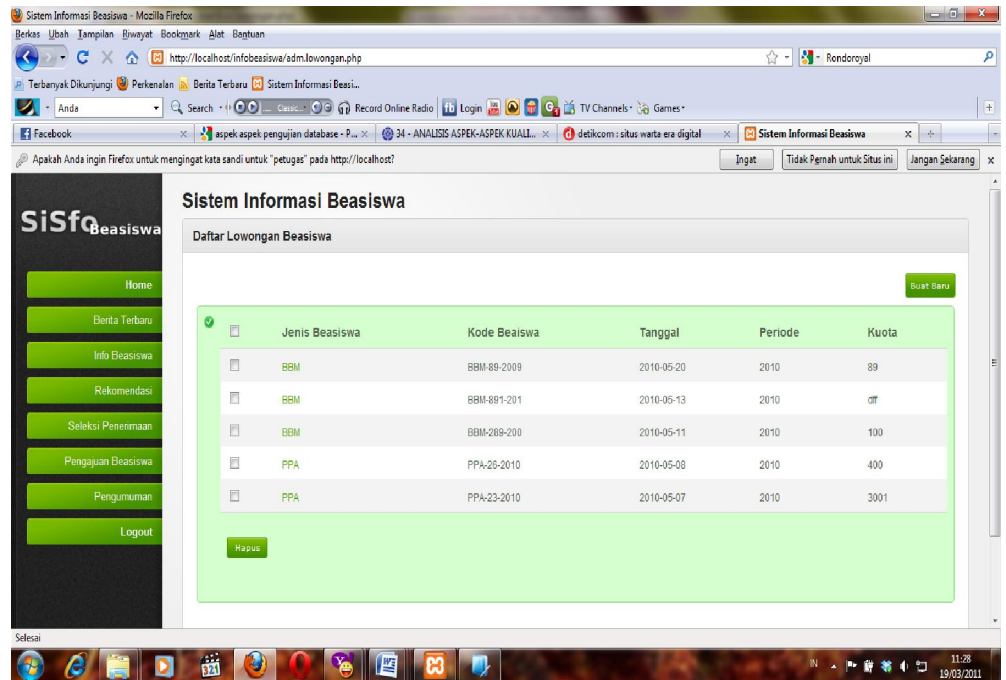 Sistem Informasi Beasiswa - Mozilla Firefox
Berkas Ubah Tampilan Riwayat Bookmark Alat Bantuan
http://localhost/infobeasiswa/adm.lowongan.php Rondoroyal
Terbanyak Dikunjungi Perkenalan Berita Terbaru Sistem Informasi Beasi...
Anda Search Record Online Radio Login TV Channels Games
Facebook aspek aspek pengujian database - P... 34 - ANALISIS ASPEK-ASPEK KUALI... detikcom : situs warta era digital Sistem Informasi Beasiswa
Apakah Anda ingin Firefox untuk mengingat kata sandi untuk "petugas" pada http://localhost? Ingat Tidak Pernah untuk Situs ini Jangan Sekarang x
SiSfo Beasiswa
Home
Berita Terbaru
Info Beasiswa
Rekomendasi
Seleksi Penerimaan
Pengajuan Beasiswa
Pengumuman
Logout
Sistem Informasi Beasiswa
Daftar Lowongan Beasiswa
Buat Baru
Jenis Beasiswa Kode Beaiswa Tanggal Periode Kuota
BBM BBM-89-2009 2010-05-20 2010 89
BBM BBM-891-201 2010-05-13 2010 dff
BBM BBM-289-200 2010-05-11 2010 100
PPA PPA-26-2010 2010-05-08 2010 400
PPA PPA-23-2010 2010-05-07 2010 3001
Hapus
Selesai
321
IN
11:28
19/03/2011